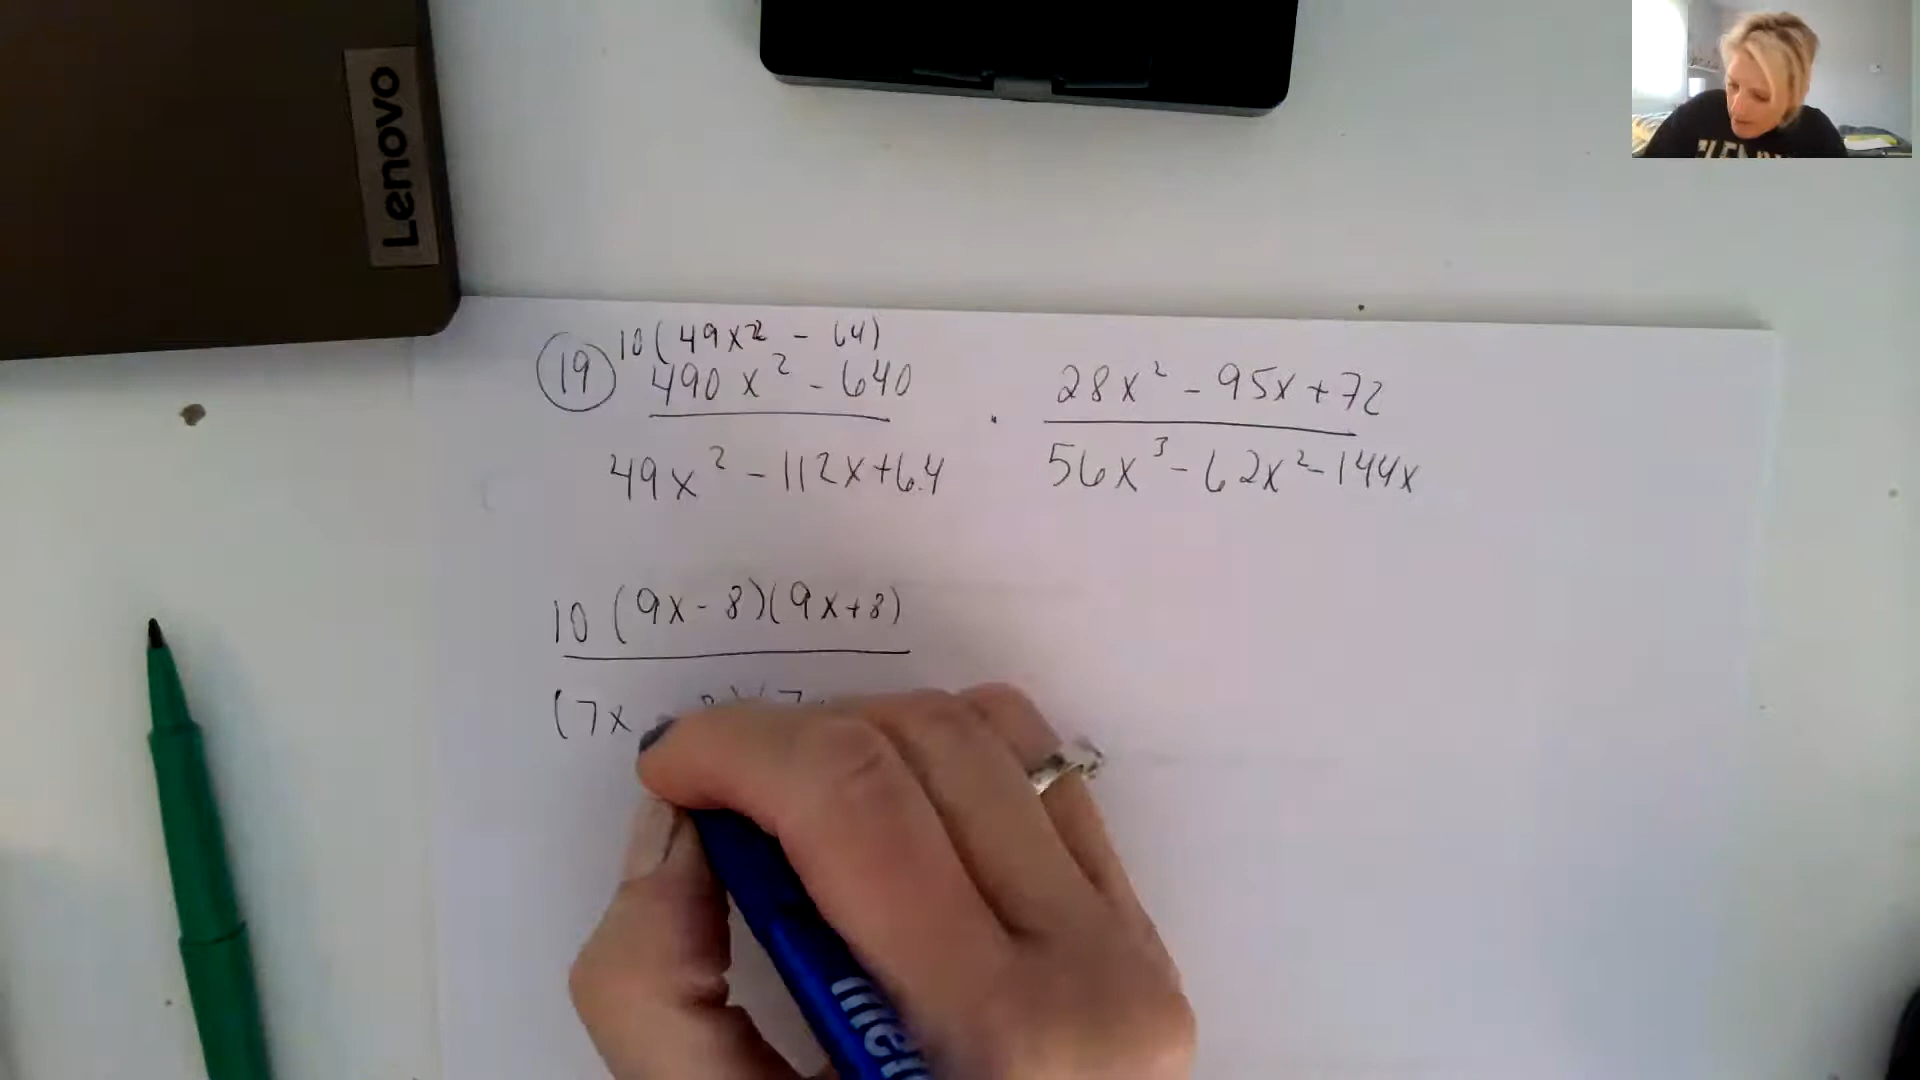 Lenovo
19
10(49x² - 64)
490x² - 640
49x² - 112x + 64
·
28x² - 95x + 72
56x³ - 62x² - 144x
10(9x - 8)(9x + 8)
(7x